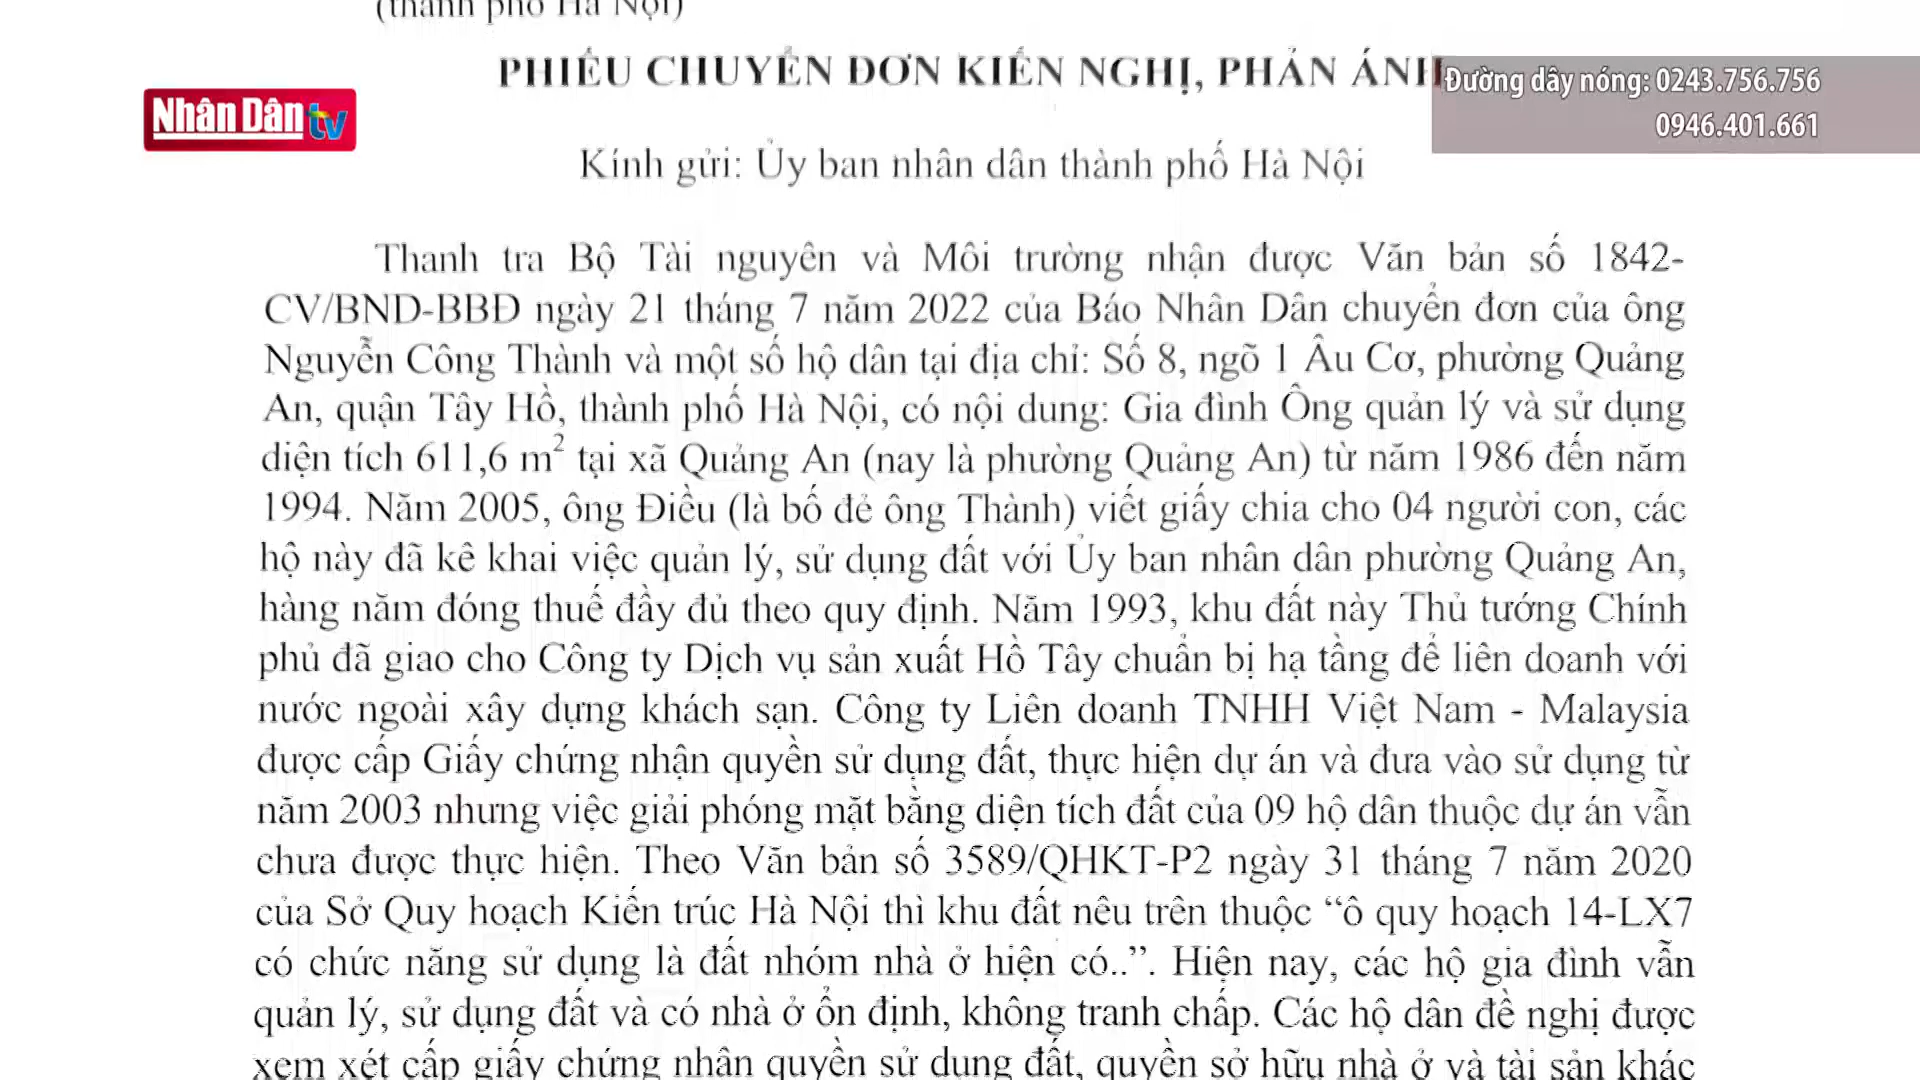 (thành phố Hà Nội)
PHIẾU CHUYỂN ĐƠN KIẾN NGHỊ, PHẢN ÁNH
Đường dây nóng: 0243.756.756
0946.401.661
Nhân Dân tv
Kính gửi: Ủy ban nhân dân thành phố Hà Nội
Thanh tra Bộ Tài nguyên và Môi trường nhận được Văn bản số 1842-
CV/BND-BBĐ ngày 21 tháng 7 năm 2022 của Báo Nhân Dân chuyển đơn của ông
Nguyễn Công Thành và một số hộ dân tại địa chỉ: Số 8, ngõ 1 Âu Cơ, phường Quảng
An, quận Tây Hồ, thành phố Hà Nội, có nội dung: Gia đình Ông quản lý và sử dụng
diện tích 611,6 m² tại xã Quảng An (nay là phường Quảng An) từ năm 1986 đến năm
1994. Năm 2005, ông Điều (là bố đẻ ông Thành) viết giấy chia cho 04 người con, các
hộ này đã kê khai việc quản lý, sử dụng đất với Ủy ban nhân dân phường Quảng An,
hàng năm đóng thuế đầy đủ theo quy định. Năm 1993, khu đất này Thủ tướng Chính
phủ đã giao cho Công ty Dịch vụ sản xuất Hồ Tây chuẩn bị hạ tầng để liên doanh với
nước ngoài xây dựng khách sạn. Công ty Liên doanh TNHH Việt Nam - Malaysia
được cấp Giấy chứng nhận quyền sử dụng đất, thực hiện dự án và đưa vào sử dụng từ
năm 2003 nhưng việc giải phóng mặt bằng diện tích đất của 09 hộ dân thuộc dự án vẫn
chưa được thực hiện. Theo Văn bản số 3589/QHKT-P2 ngày 31 tháng 7 năm 2020
của Sở Quy hoạch Kiến trúc Hà Nội thì khu đất nêu trên thuộc “ô quy hoạch 14-LX7
có chức năng sử dụng là đất nhóm nhà ở hiện có..”. Hiện nay, các hộ gia đình vẫn
quản lý, sử dụng đất và có nhà ở ổn định, không tranh chấp. Các hộ dân đề nghị được
xem xét cấp giấy chứng nhận quyền sử dụng đất, quyền sở hữu nhà ở và tài sản khác